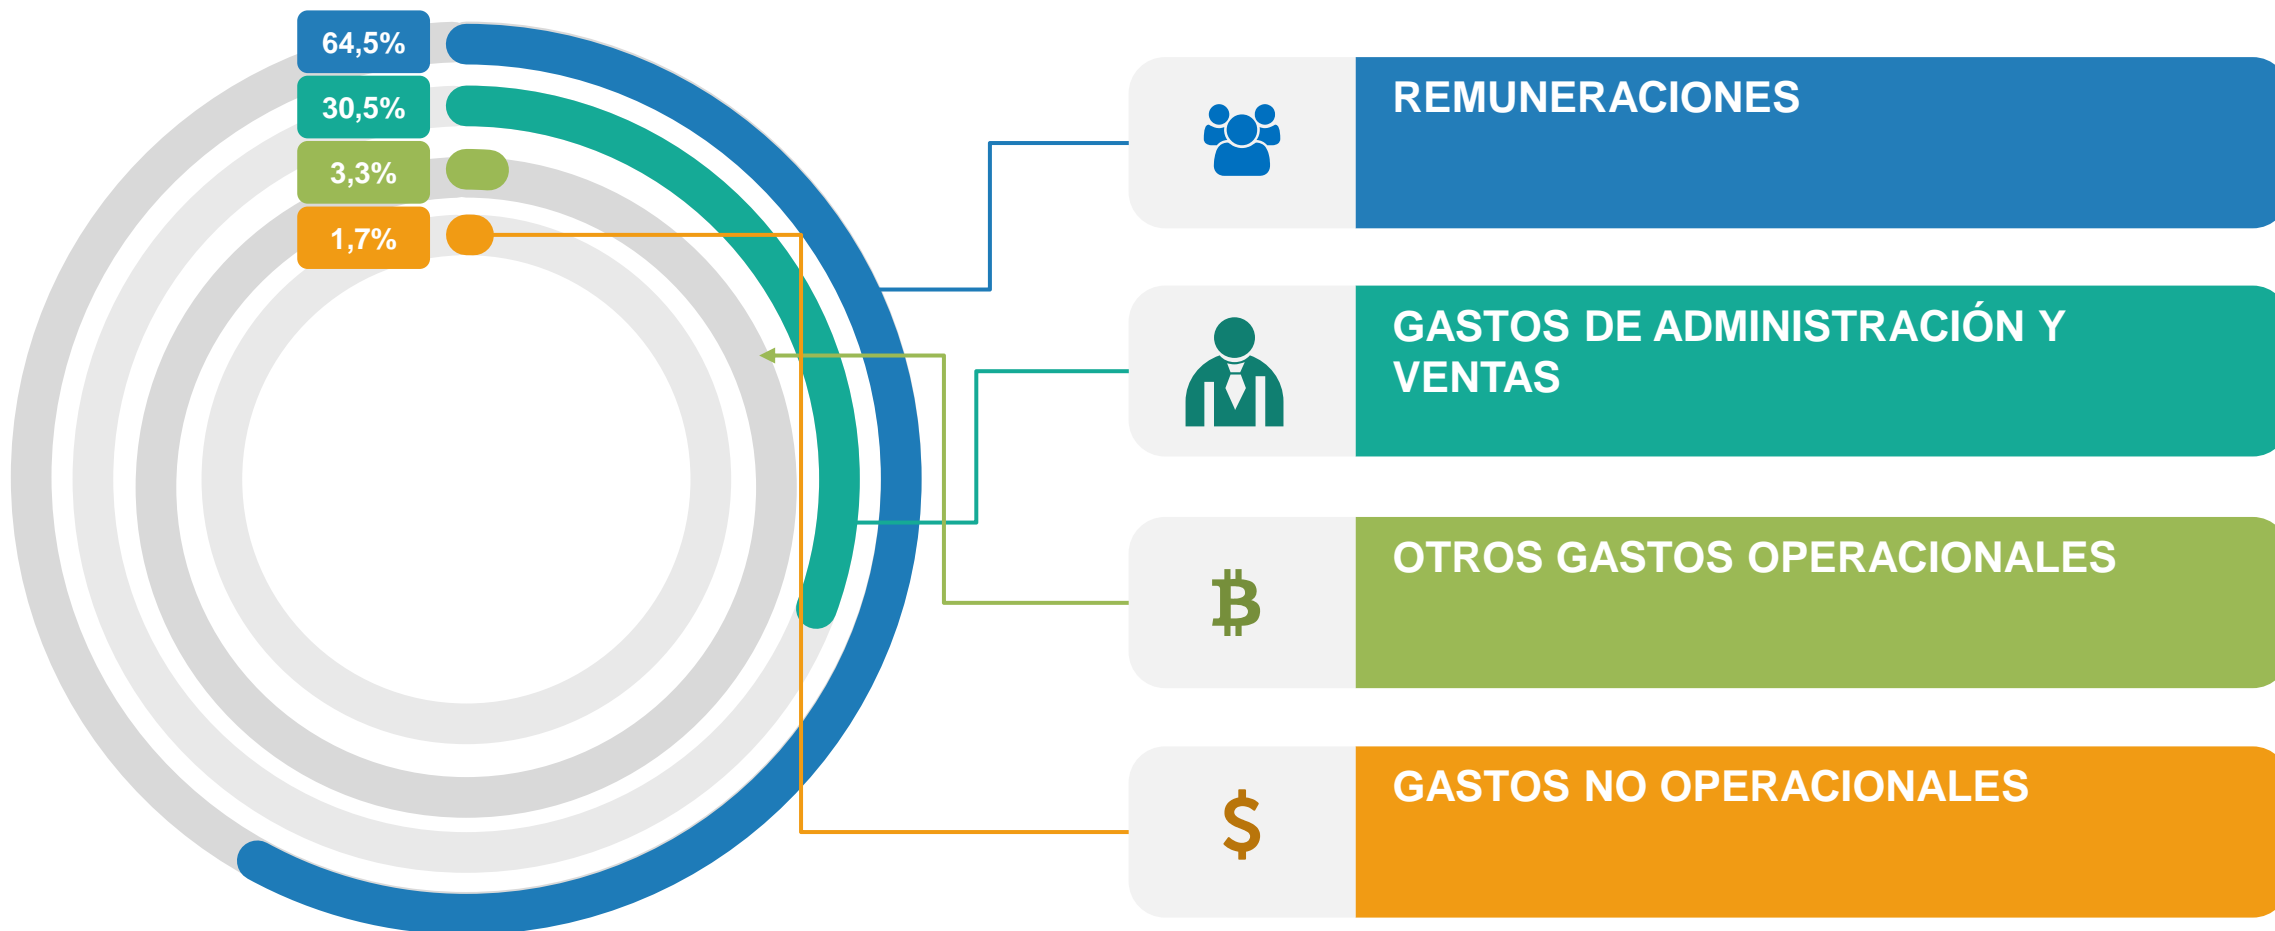 64,5%
30,5%
3,3%
1,7%
REMUNERACIONES
GASTOS DE ADMINISTRACIÓN Y
VENTAS
OTROS GASTOS OPERACIONALES
GASTOS NO OPERACIONALES